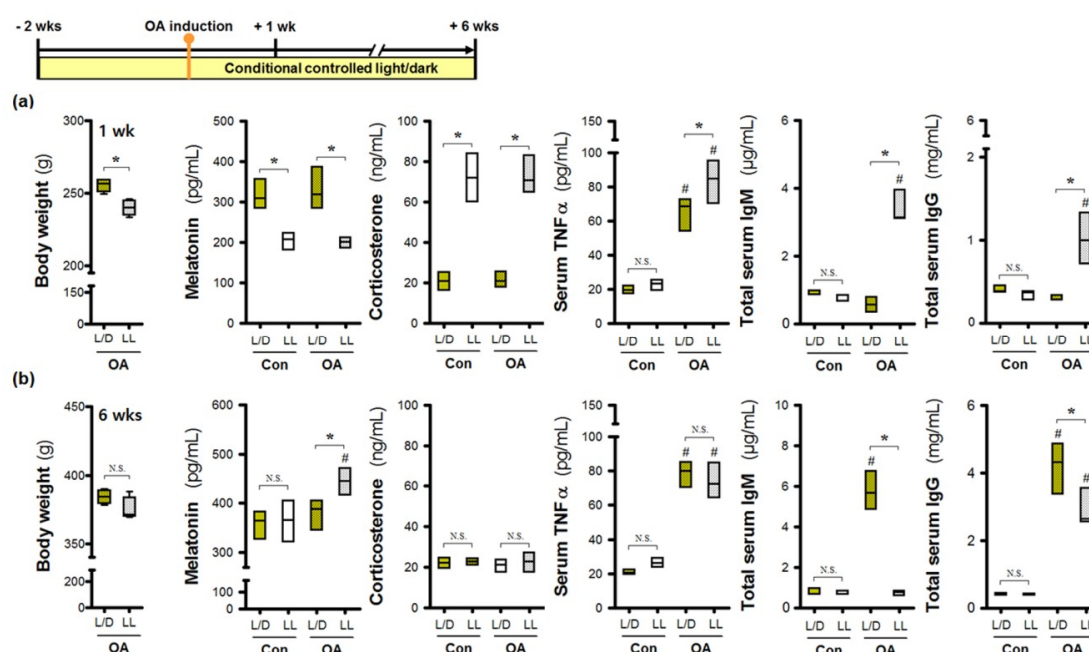 - 2 wks OA induction + 1 wk + 6 wks
Conditional controlled light/dark
(a)
1 wk
Body weight (g)
300
250
225
150
0
*
L/D LL
OA
Melatonin (pg/mL)
500
400
300
200
100
0
* *
L/D LL L/D LL
Con OA
Corticosterone (ng/mL)
100
80
60
40
20
0
* *
L/D LL L/D LL
Con OA
Serum TNFα (pg/mL)
150
100
80
60
40
20
0
N.S. # * #
L/D LL L/D LL
Con OA
Total serum IgM (μg/mL)
6
4
2
0
N.S. * #
L/D LL L/D LL
Con OA
Total serum IgG (mg/mL)
6
2
1
0
N.S. * #
L/D LL L/D LL
Con OA
(b)
6 wks
Body weight (g)
450
400
350
200
0
N.S.
L/D LL
OA
Melatonin (pg/mL)
600
500
400
300
100
0
N.S. * #
L/D LL L/D LL
Con OA
Corticosterone (ng/mL)
100
80
60
40
20
0
N.S. N.S.
L/D LL L/D LL
Con OA
Serum TNFα (pg/mL)
150
100
80
60
40
20
0
N.S. N.S. # #
L/D LL L/D LL
Con OA
Total serum IgM (μg/mL)
10
8
6
4
2
0
N.S. # *
L/D LL L/D LL
Con OA
Total serum IgG (mg/mL)
6
4
2
0
N.S. # * #
L/D LL L/D LL
Con OA